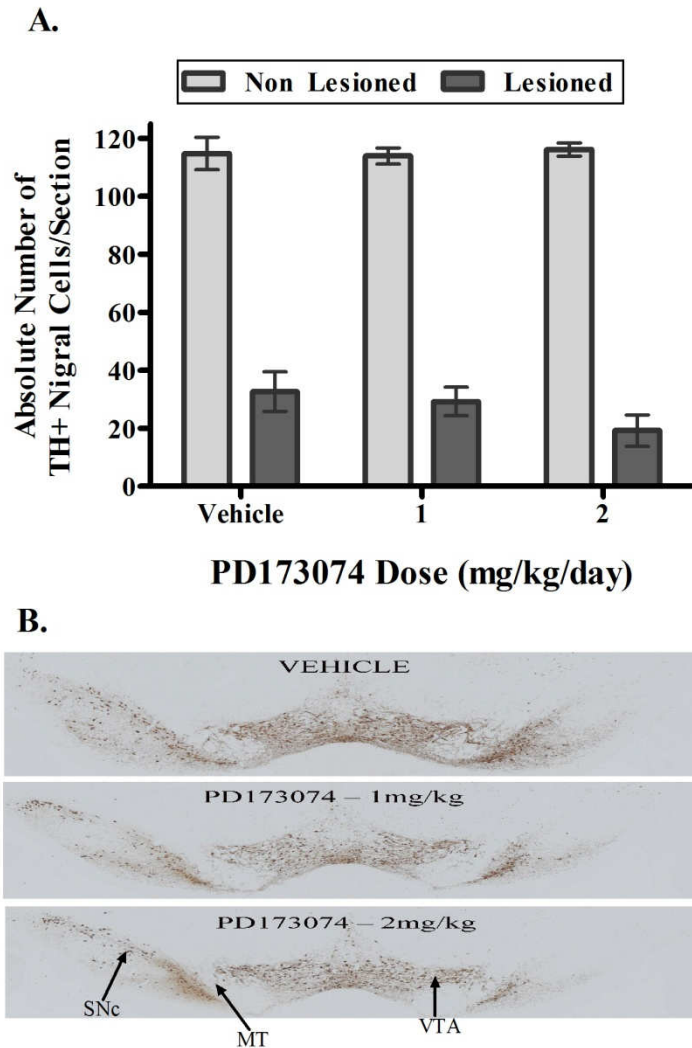 A.
Non Lesioned Lesioned
Absolute Number of
TH+ Nigral Cells/Section
120
100
80
60
40
20
0
Vehicle 1 2
PD173074 Dose (mg/kg/day)
B.
VEHICLE
PD173074 – 1mg/kg
PD173074 – 2mg/kg
SNc
MT
VTA